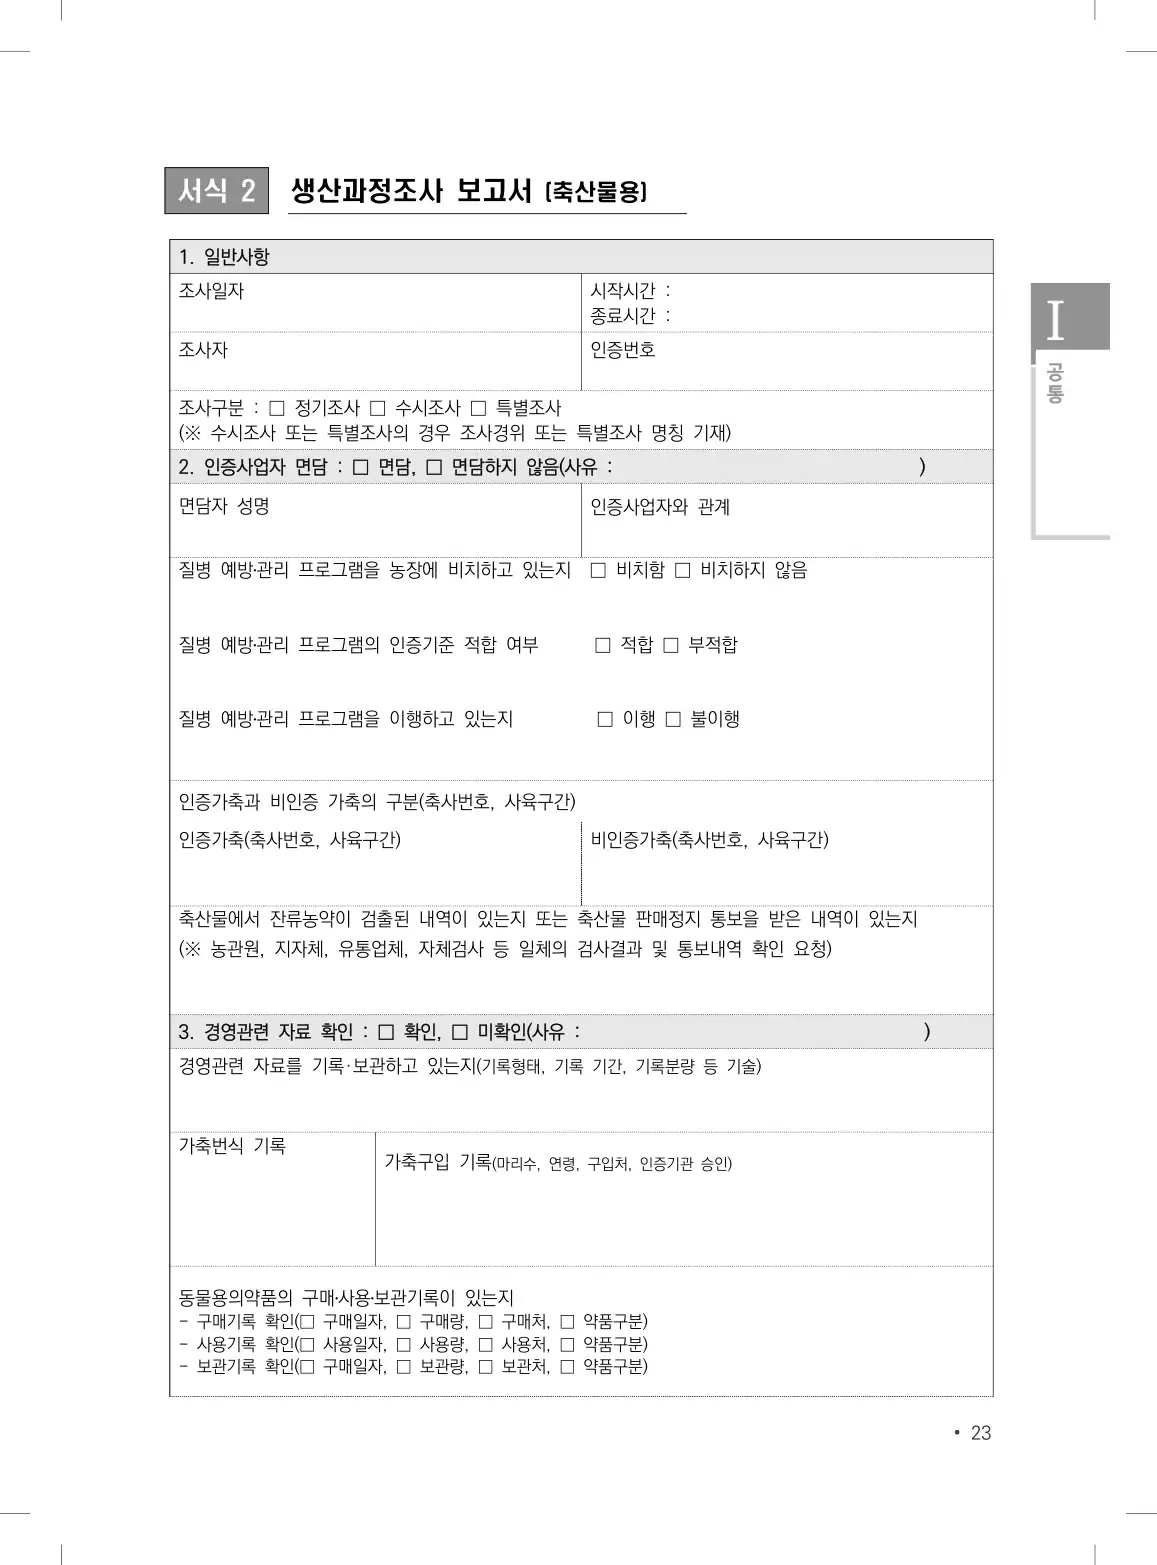 서식 2 생산과정조사 보고서 (축산물용)
1. 일반사항
조사일자
시작시간 :
종료시간 :
조사자
인증번호
조사구분 : □ 정기조사 □ 수시조사 □ 특별조사
(※ 수시조사 또는 특별조사의 경우 조사경위 또는 특별조사 명칭 기재)
2. 인증사업자 면담 : □ 면담, □ 면담하지 않음(사유 : )
면담자 성명
인증사업자와 관계
질병 예방·관리 프로그램을 농장에 비치하고 있는지 □ 비치함 □ 비치하지 않음
질병 예방·관리 프로그램의 인증기준 적합 여부 □ 적합 □ 부적합
질병 예방·관리 프로그램을 이행하고 있는지 □ 이행 □ 불이행
인증가축과 비인증 가축의 구분(축사번호, 사육구간)
인증가축(축사번호, 사육구간)
비인증가축(축사번호, 사육구간)
축산물에서 잔류농약이 검출된 내역이 있는지 또는 축산물 판매정지 통보을 받은 내역이 있는지
(※ 농관원, 지자체, 유통업체, 자체검사 등 일체의 검사결과 및 통보내역 확인 요청)
3. 경영관련 자료 확인 : □ 확인, □ 미확인(사유 : )
경영관련 자료를 기록·보관하고 있는지(기록형태, 기록 기간, 기록분량 등 기술)
가축번식 기록
가축구입 기록(마리수, 연령, 구입처, 인증기관 승인)
동물용의약품의 구매·사용·보관기록이 있는지
- 구매기록 확인(□ 구매일자, □ 구매량, □ 구매처, □ 약품구분)
- 사용기록 확인(□ 사용일자, □ 사용량, □ 사용처, □ 약품구분)
- 보관기록 확인(□ 구매일자, □ 보관량, □ 보관처, □ 약품구분)
I
공통
• 23